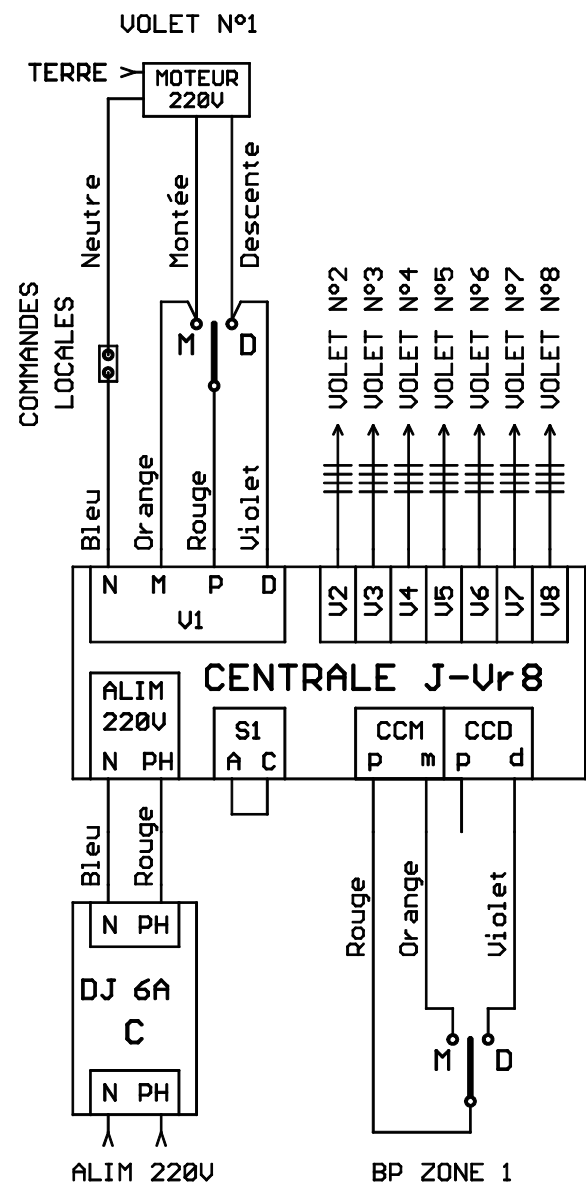 VOLET N°1
TERRE
MOTEUR
220V
Neutre
Montée
Descente
COMMANDES
LOCALES
M
D
VOLET N°2
VOLET N°3
VOLET N°4
VOLET N°5
VOLET N°6
VOLET N°7
VOLET N°8
Bleu
Orange
Rouge
Violet
N M P D
V1
V2
V3
V4
V5
V6
V7
V8
CENTRALE J-Vr8
ALIM
220V
N PH
S1
A C
CCM
p m
CCD
p d
Bleu
Rouge
Rouge
Orange
Violet
N PH
DJ 6A
C
N PH
M
D
ALIM 220V
BP ZONE 1